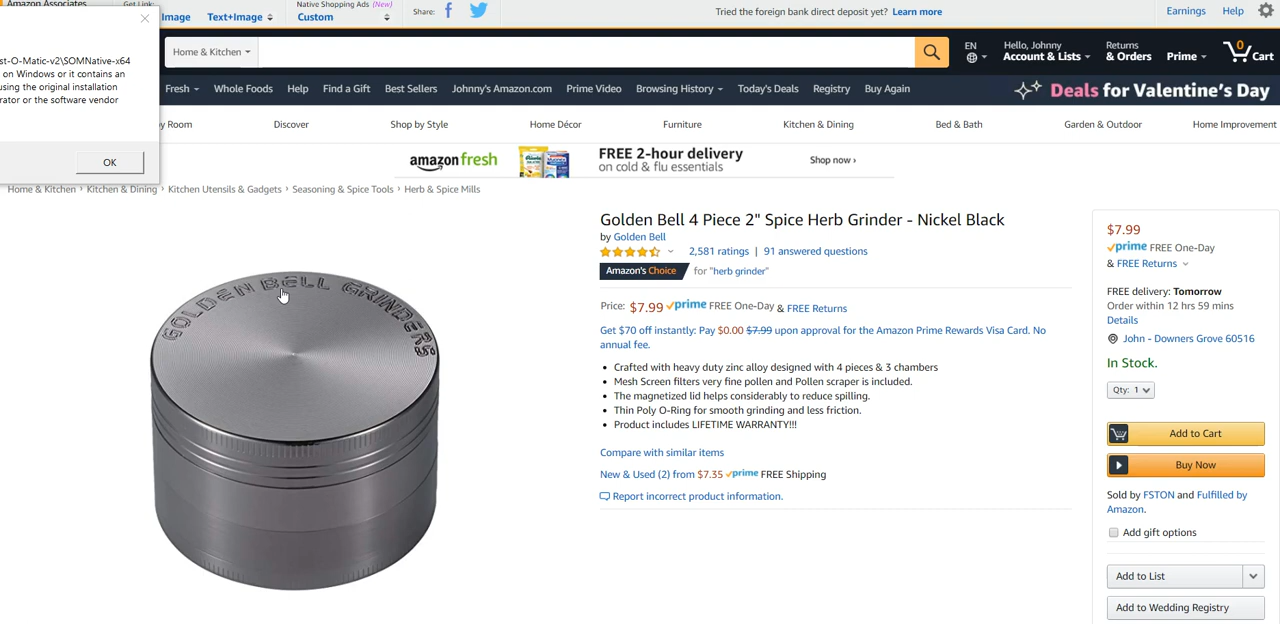 Amazon Associates
Get Link:
Image
Text+Image
Native Shopping Ads (New)
Custom
Share:
Tried the foreign bank direct deposit yet? Learn more
Earnings
Help
st-O-Matic-v2\SOMNative-x64
on Windows or it contains an
using the original installation
rator or the software vendor
OK
Home & Kitchen
EN
Hello, Johnny
Account & Lists
Returns
& Orders
Prime
0
Cart
Fresh
Whole Foods
Help
Find a Gift
Best Sellers
Johnny's Amazon.com
Prime Video
Browsing History
Today's Deals
Registry
Buy Again
Deals for Valentine's Day
y Room
Discover
Shop by Style
Home Décor
Furniture
Kitchen & Dining
Bed & Bath
Garden & Outdoor
Home Improvement
amazonfresh
FREE 2-hour delivery
on cold & flu essentials
Shop now ›
Home & Kitchen › Kitchen & Dining › Kitchen Utensils & Gadgets › Seasoning & Spice Tools › Herb & Spice Mills
GOLDEN BELL GRINDERS
Golden Bell 4 Piece 2" Spice Herb Grinder - Nickel Black
by Golden Bell
2,581 ratings | 91 answered questions
Amazon's Choice for "herb grinder"
Price: $7.99 prime FREE One-Day & FREE Returns
Get $70 off instantly: Pay $0.00 $7.99 upon approval for the Amazon Prime Rewards Visa Card. No
annual fee.
• Crafted with heavy duty zinc alloy designed with 4 pieces & 3 chambers
• Mesh Screen filters very fine pollen and Pollen scraper is included.
• The magnetized lid helps considerably to reduce spilling.
• Thin Poly O-Ring for smooth grinding and less friction.
• Product includes LIFETIME WARRANTY!!!
Compare with similar items
New & Used (2) from $7.35 prime FREE Shipping
Report incorrect product information.
$7.99
prime FREE One-Day
& FREE Returns
FREE delivery: Tomorrow
Order within 12 hrs 59 mins
Details
John - Downers Grove 60516
In Stock.
Qty: 1
Add to Cart
Buy Now
Sold by FSTON and Fulfilled by
Amazon.
Add gift options
Add to List
Add to Wedding Registry